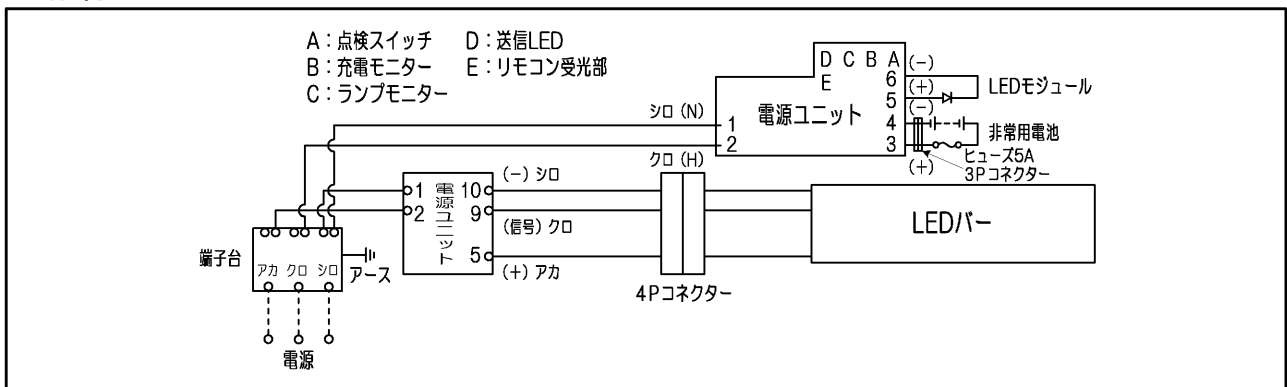 A：点検スイッチ　D：送信LED
B：充電モニター　E：リモコン受光部
C：ランプモニター
D C B A (-)
E 6
(+)
5
(-)
LEDモジュール
シロ (N)
1
電源ユニット
4
非常用電池
2
3
ヒューズ5A
(+)
3Pコネクター
クロ (H)
(-) シロ
1 電源ユニット 10
2
9
(信号) クロ
5
(+) アカ
LEDバー
4Pコネクター
端子台
アカ クロ シロ
アース
電源